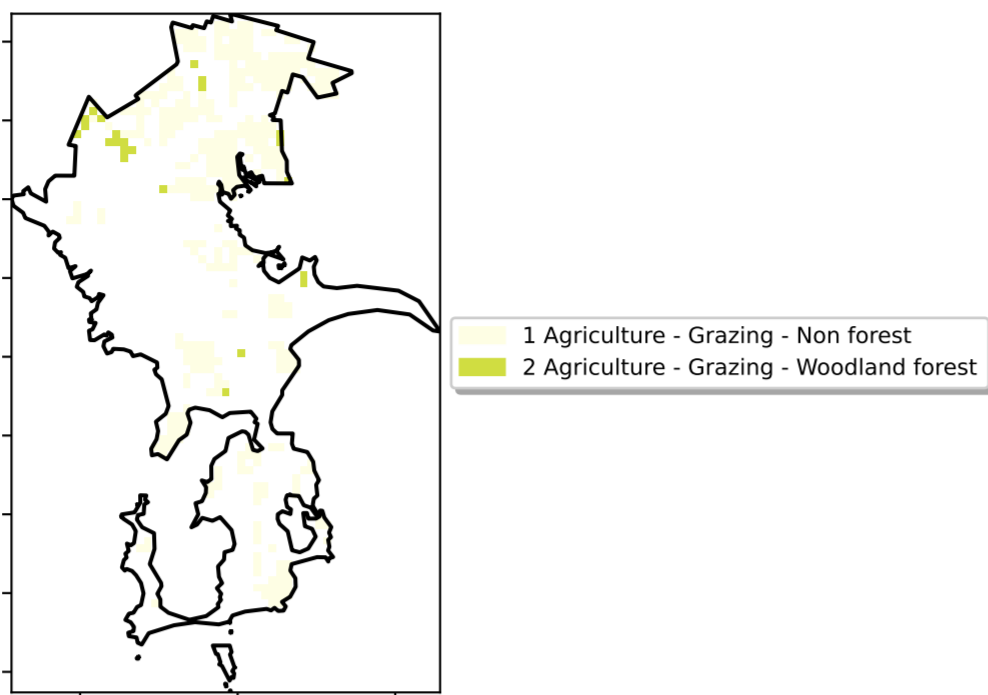 1 Agriculture - Grazing - Non forest
2 Agriculture - Grazing - Woodland forest